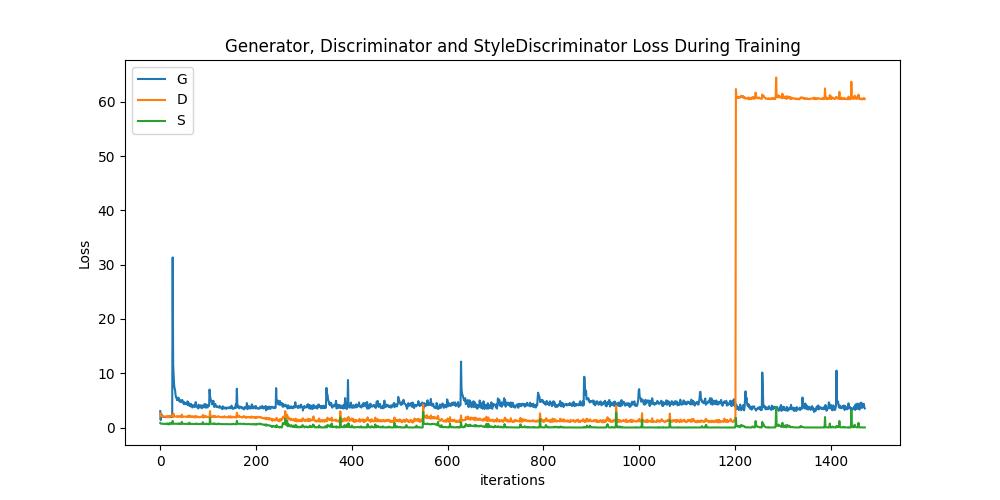 Generator, Discriminator and StyleDiscriminator Loss During Training
G
D
S
60
50
40
30
20
10
0
Loss
0 200 400 600 800 1000 1200 1400
iterations